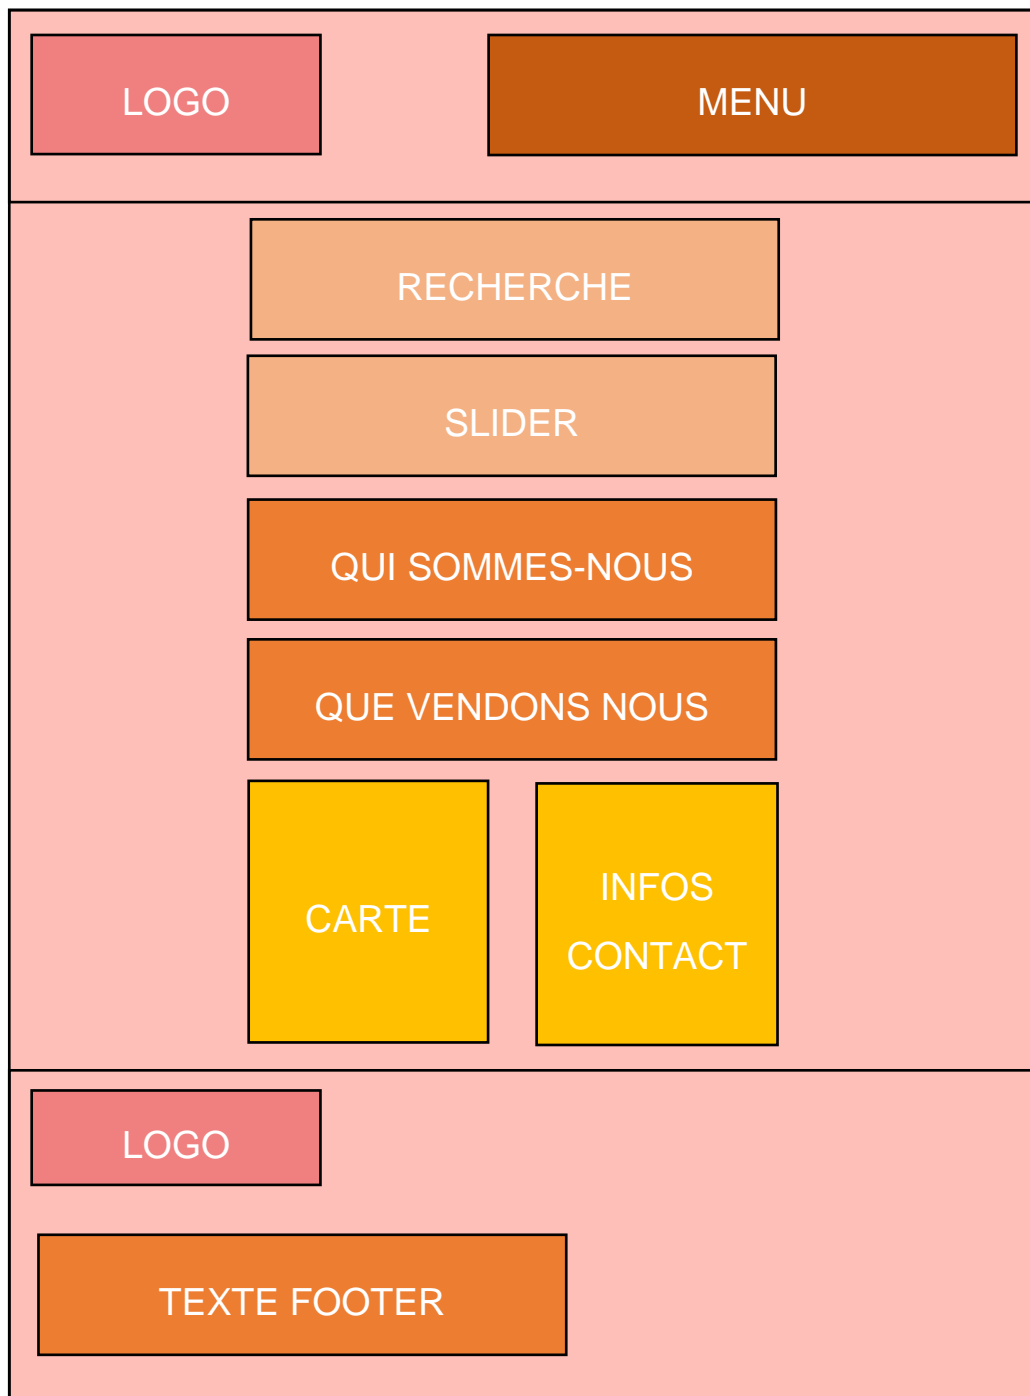 LOGO
MENU
RECHERCHE
SLIDER
QUI SOMMES-NOUS
QUE VENDONS NOUS
CARTE
INFOS
CONTACT
LOGO
TEXTE FOOTER